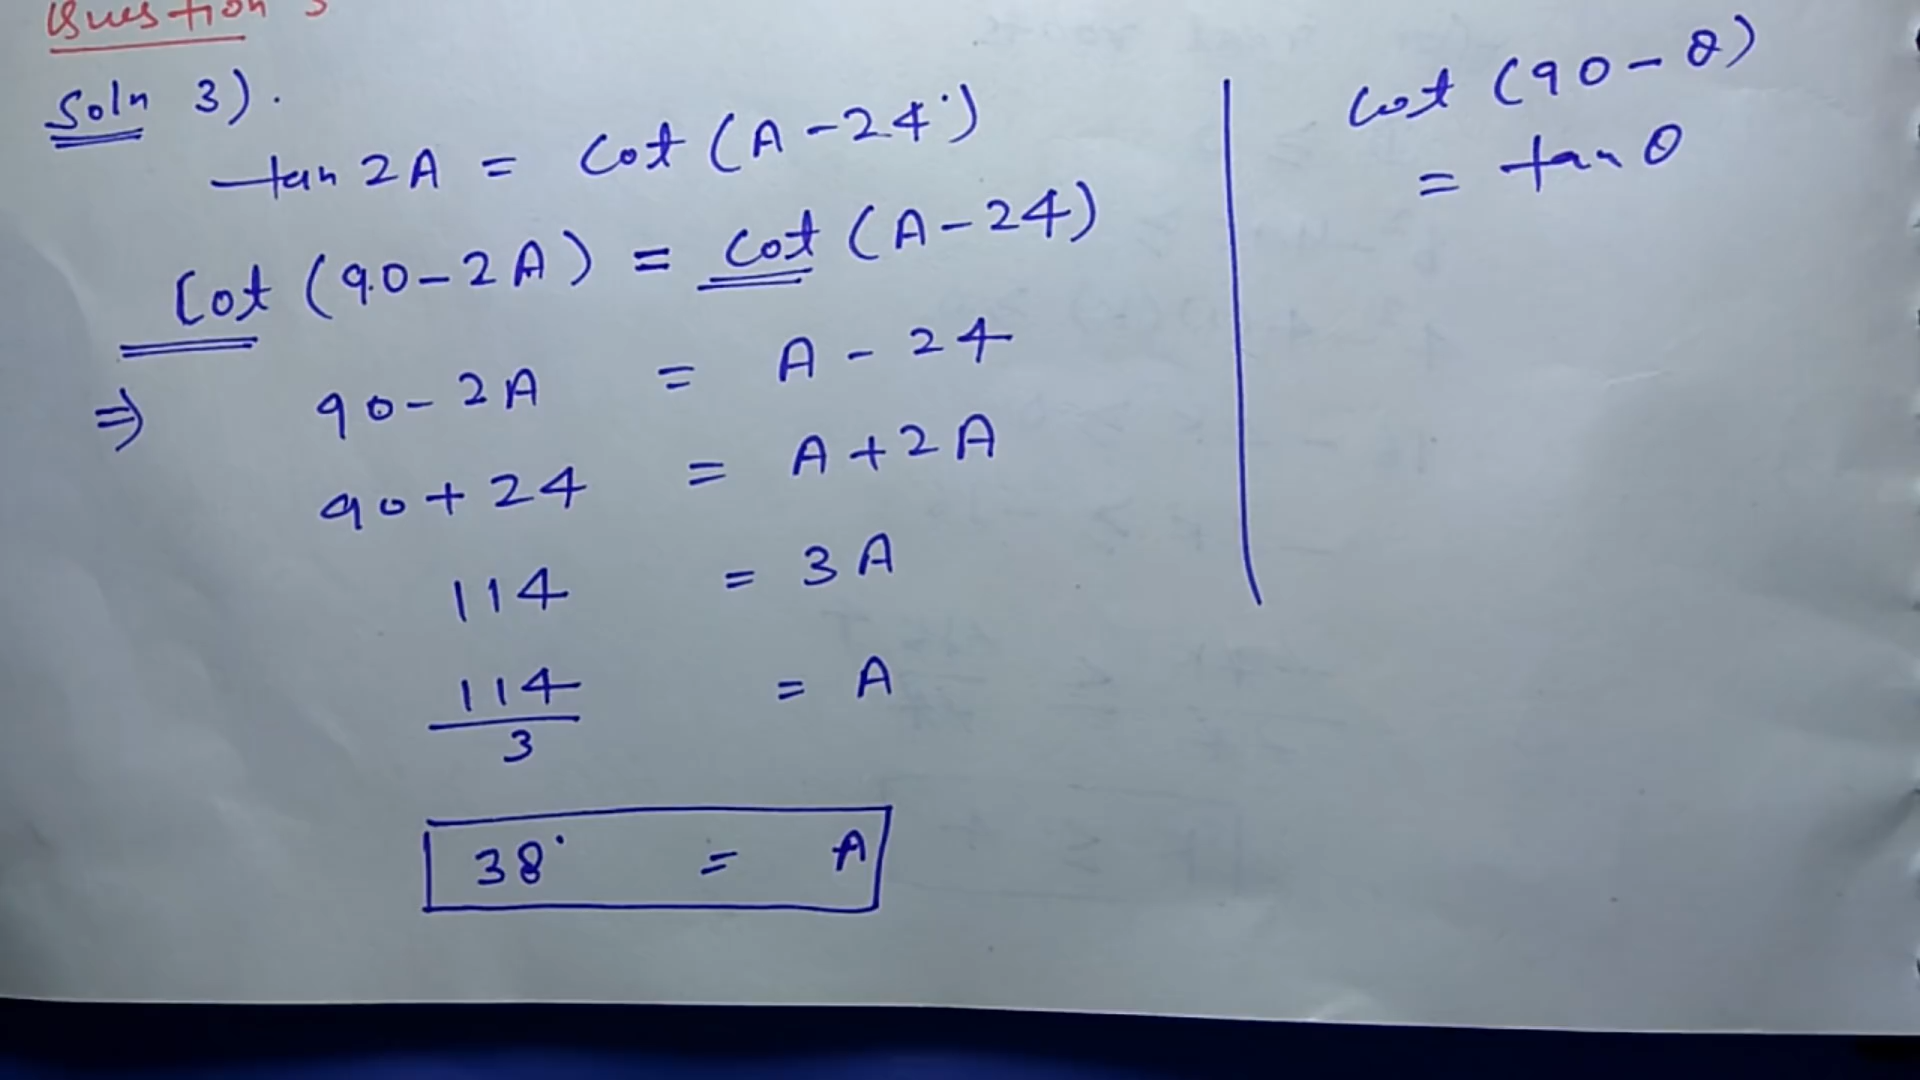 Question 3
Soln 3).
tan 2A = Cot (A - 24°)
Cot (90 - 2A) = Cot (A - 24)
⇒ 90 - 2A = A - 24
90 + 24 = A + 2A
114 = 3A
114/3 = A
38° = A
Cot (90 - θ)
= tan θ